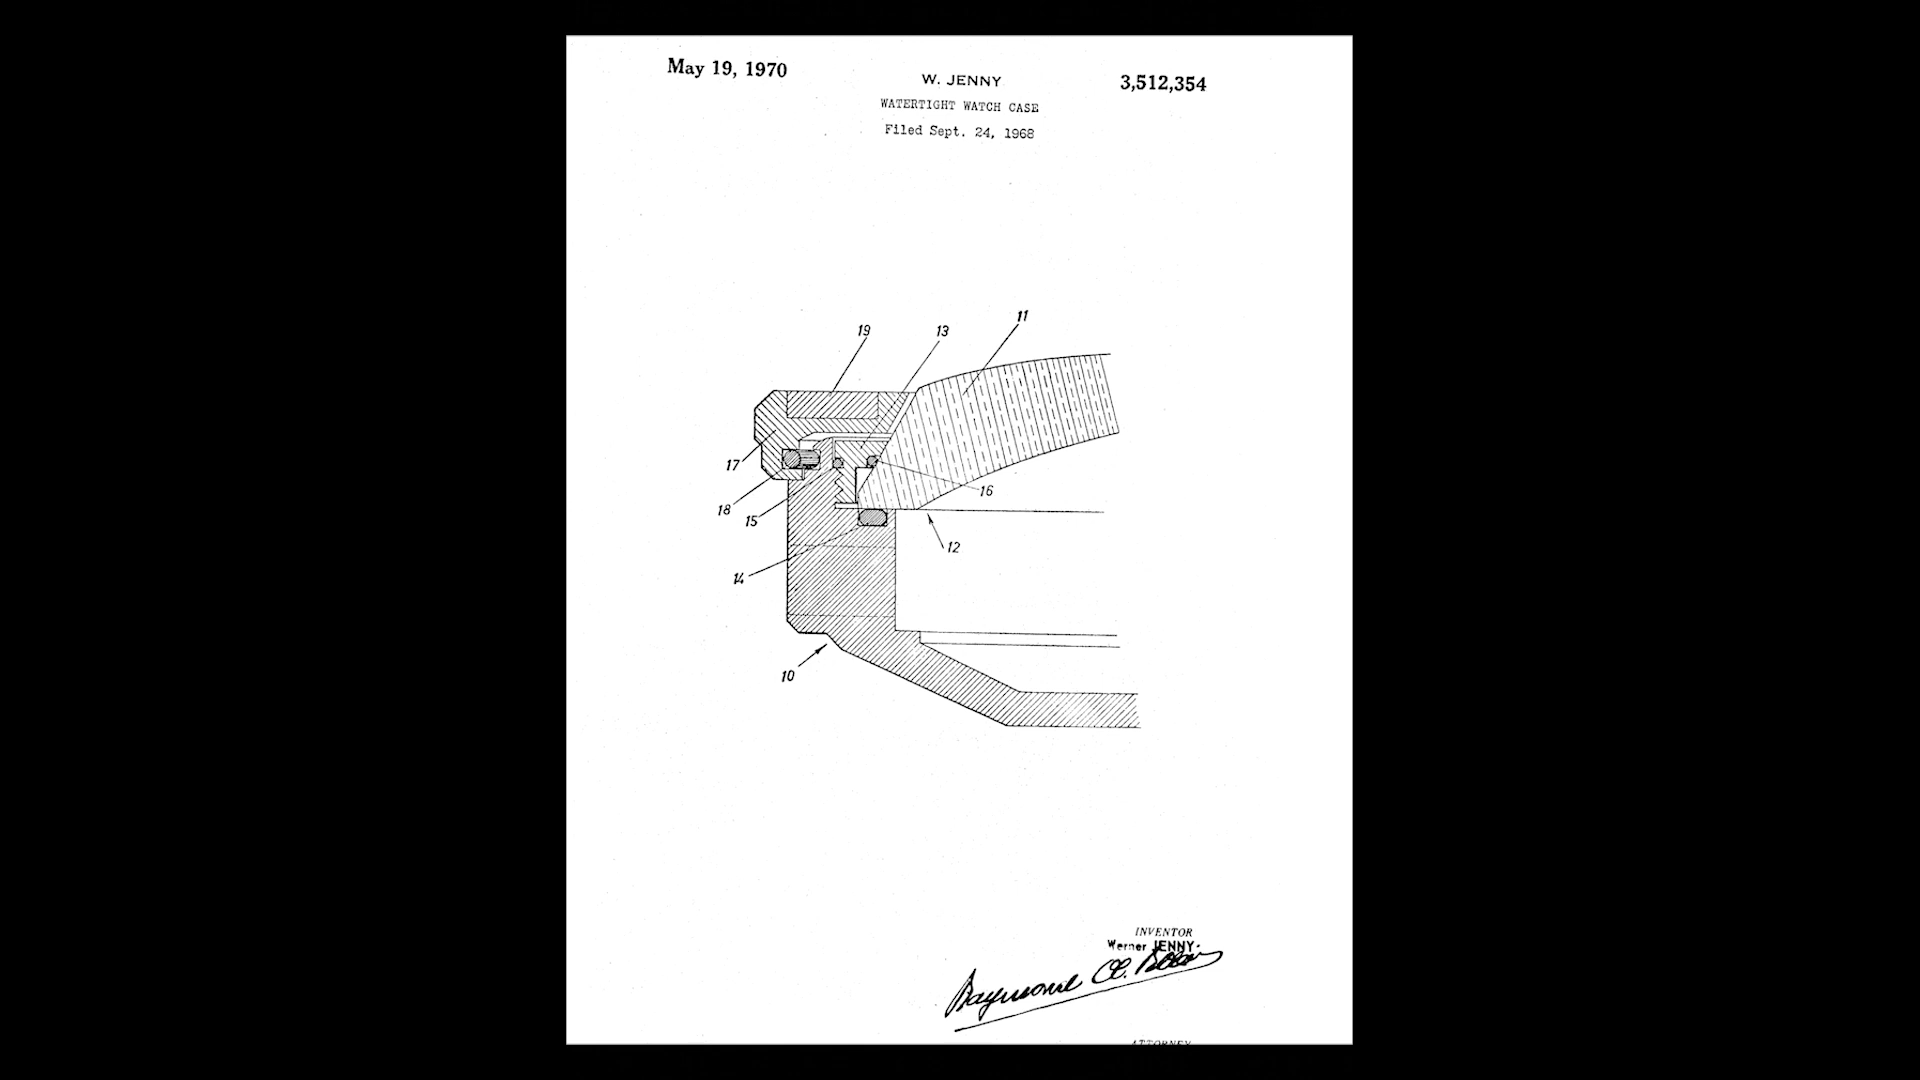 May 19, 1970
W. JENNY
3,512,354
WATERTIGHT WATCH CASE
Filed Sept. 24, 1968
11
19
13
17
16
18
15
12
14
10
INVENTOR
Werner JENNY.
ATTORNEY